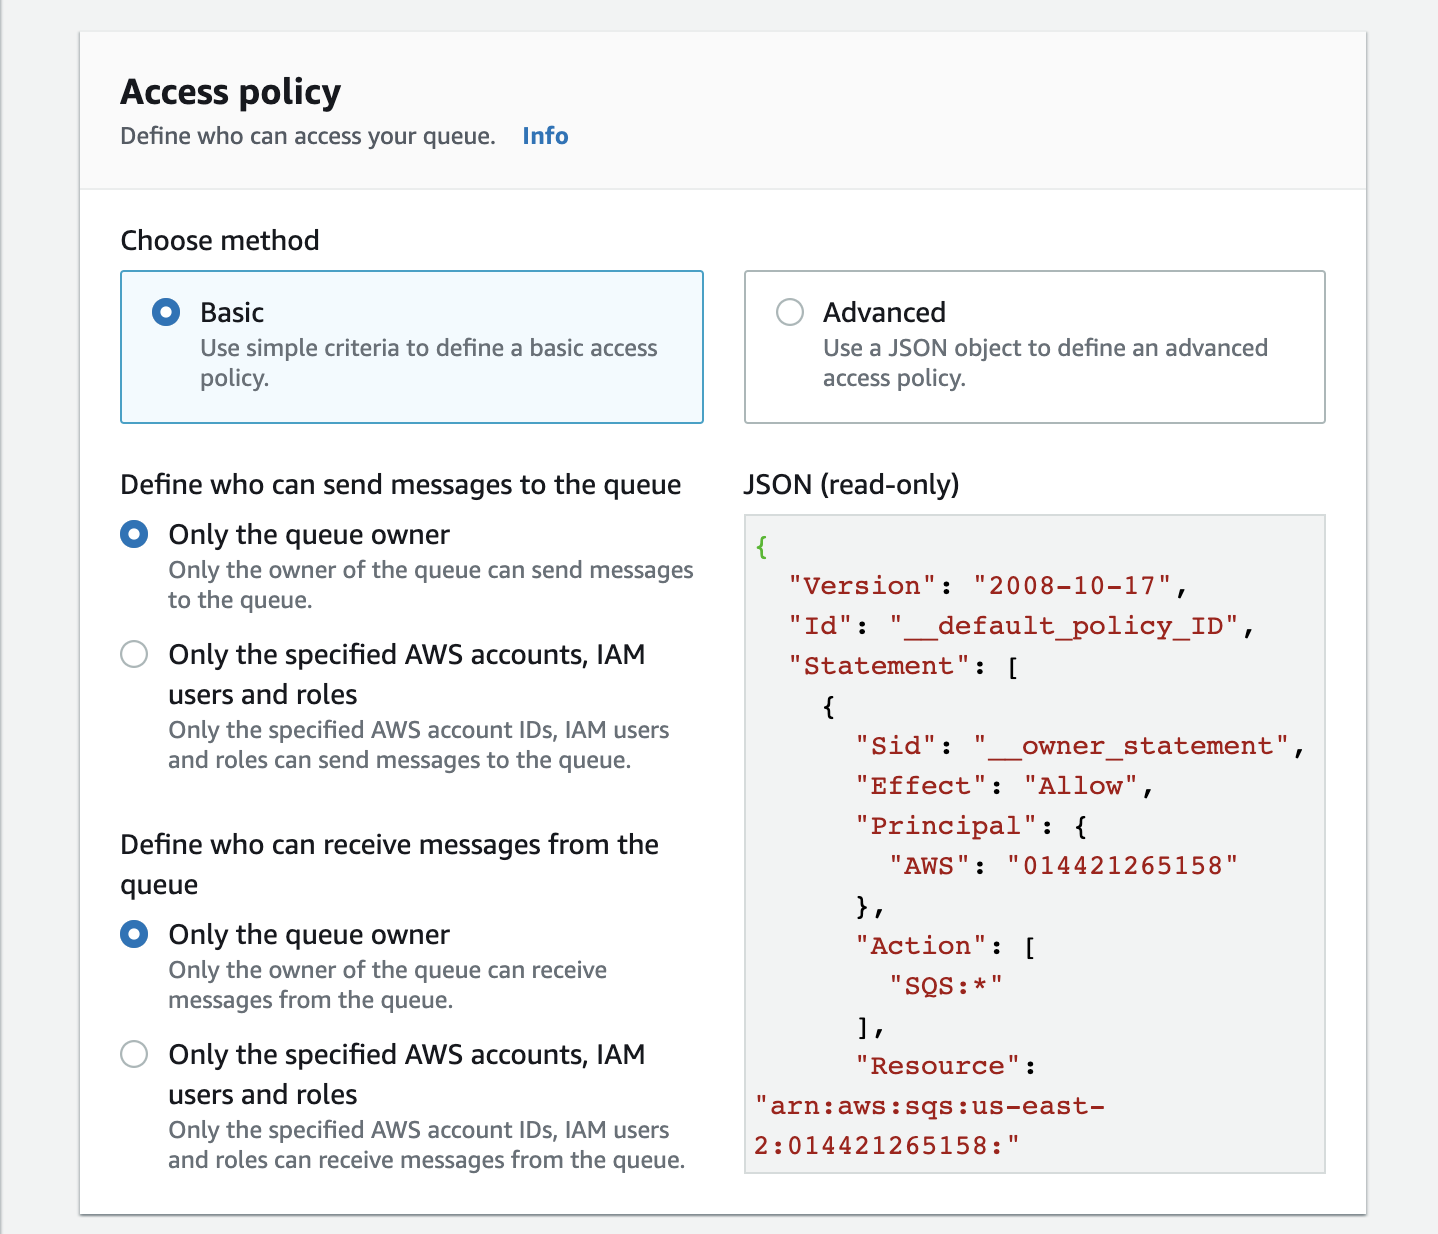 Access policy
Define who can access your queue. Info
Choose method
Basic
Use simple criteria to define a basic access
policy.
Advanced
Use a JSON object to define an advanced
access policy.
Define who can send messages to the queue
Only the queue owner
Only the owner of the queue can send messages
to the queue.
Only the specified AWS accounts, IAM
users and roles
Only the specified AWS account IDs, IAM users
and roles can send messages to the queue.
Define who can receive messages from the
queue
Only the queue owner
Only the owner of the queue can receive
messages from the queue.
Only the specified AWS accounts, IAM
users and roles
Only the specified AWS account IDs, IAM users
and roles can receive messages from the queue.
JSON (read-only)
{
"Version": "2008-10-17",
"Id": "__default_policy_ID",
"Statement": [
{
"Sid": "__owner_statement",
"Effect": "Allow",
"Principal": {
"AWS": "014421265158"
},
"Action": [
"SQS:*"
],
"Resource":
"arn:aws:sqs:us-east-
2:014421265158:"